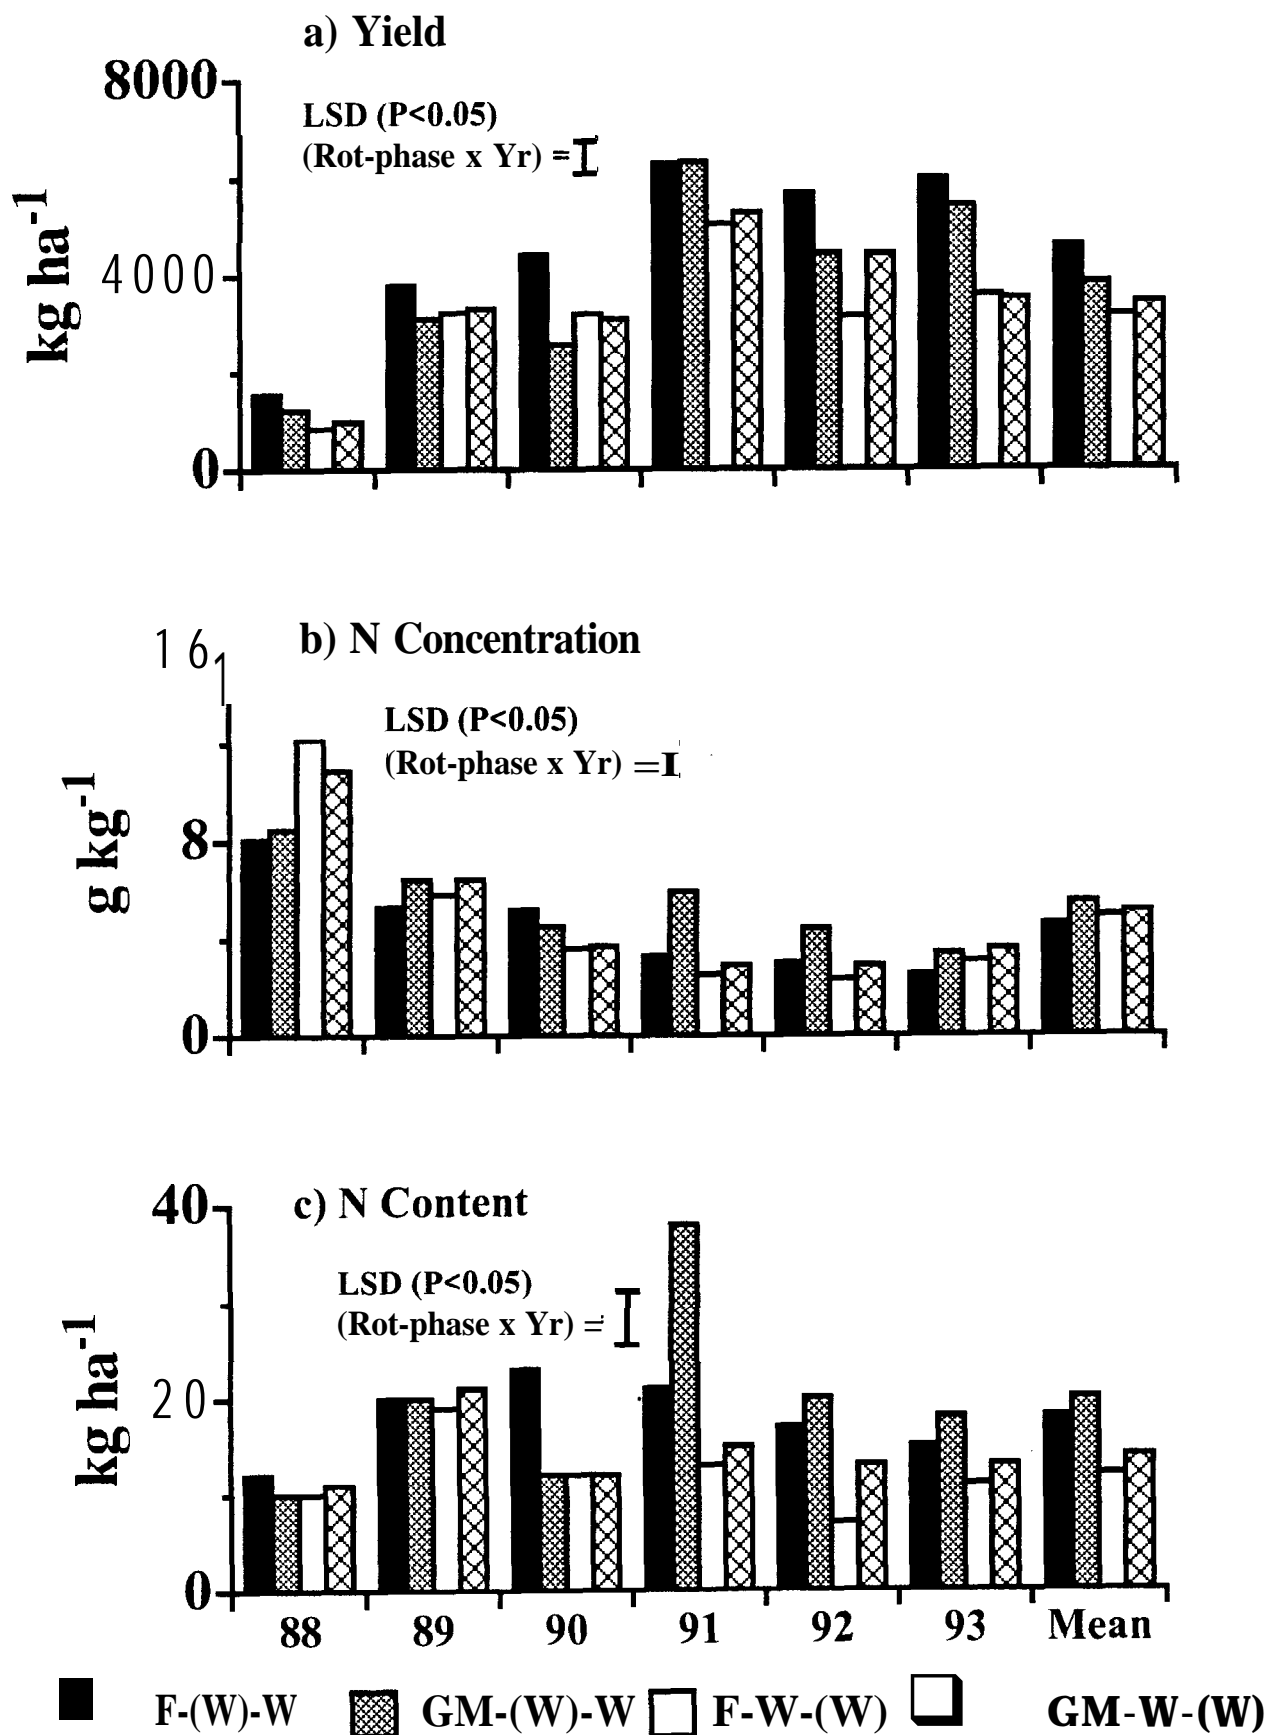 a) Yield
8000
LSD (P<0.05)
(Rot-phase x Yr) =
kg ha-1
4000
0
b) N Concentration
16
LSD (P<0.05)
(Rot-phase x Yr) =
g kg-1
8
0
c) N Content
40
LSD (P<0.05)
(Rot-phase x Yr) =
kg ha-1
20
0
88 89 90 91 92 93 Mean
F-(W)-W GM-(W)-W F-W-(W) GM-W-(W)